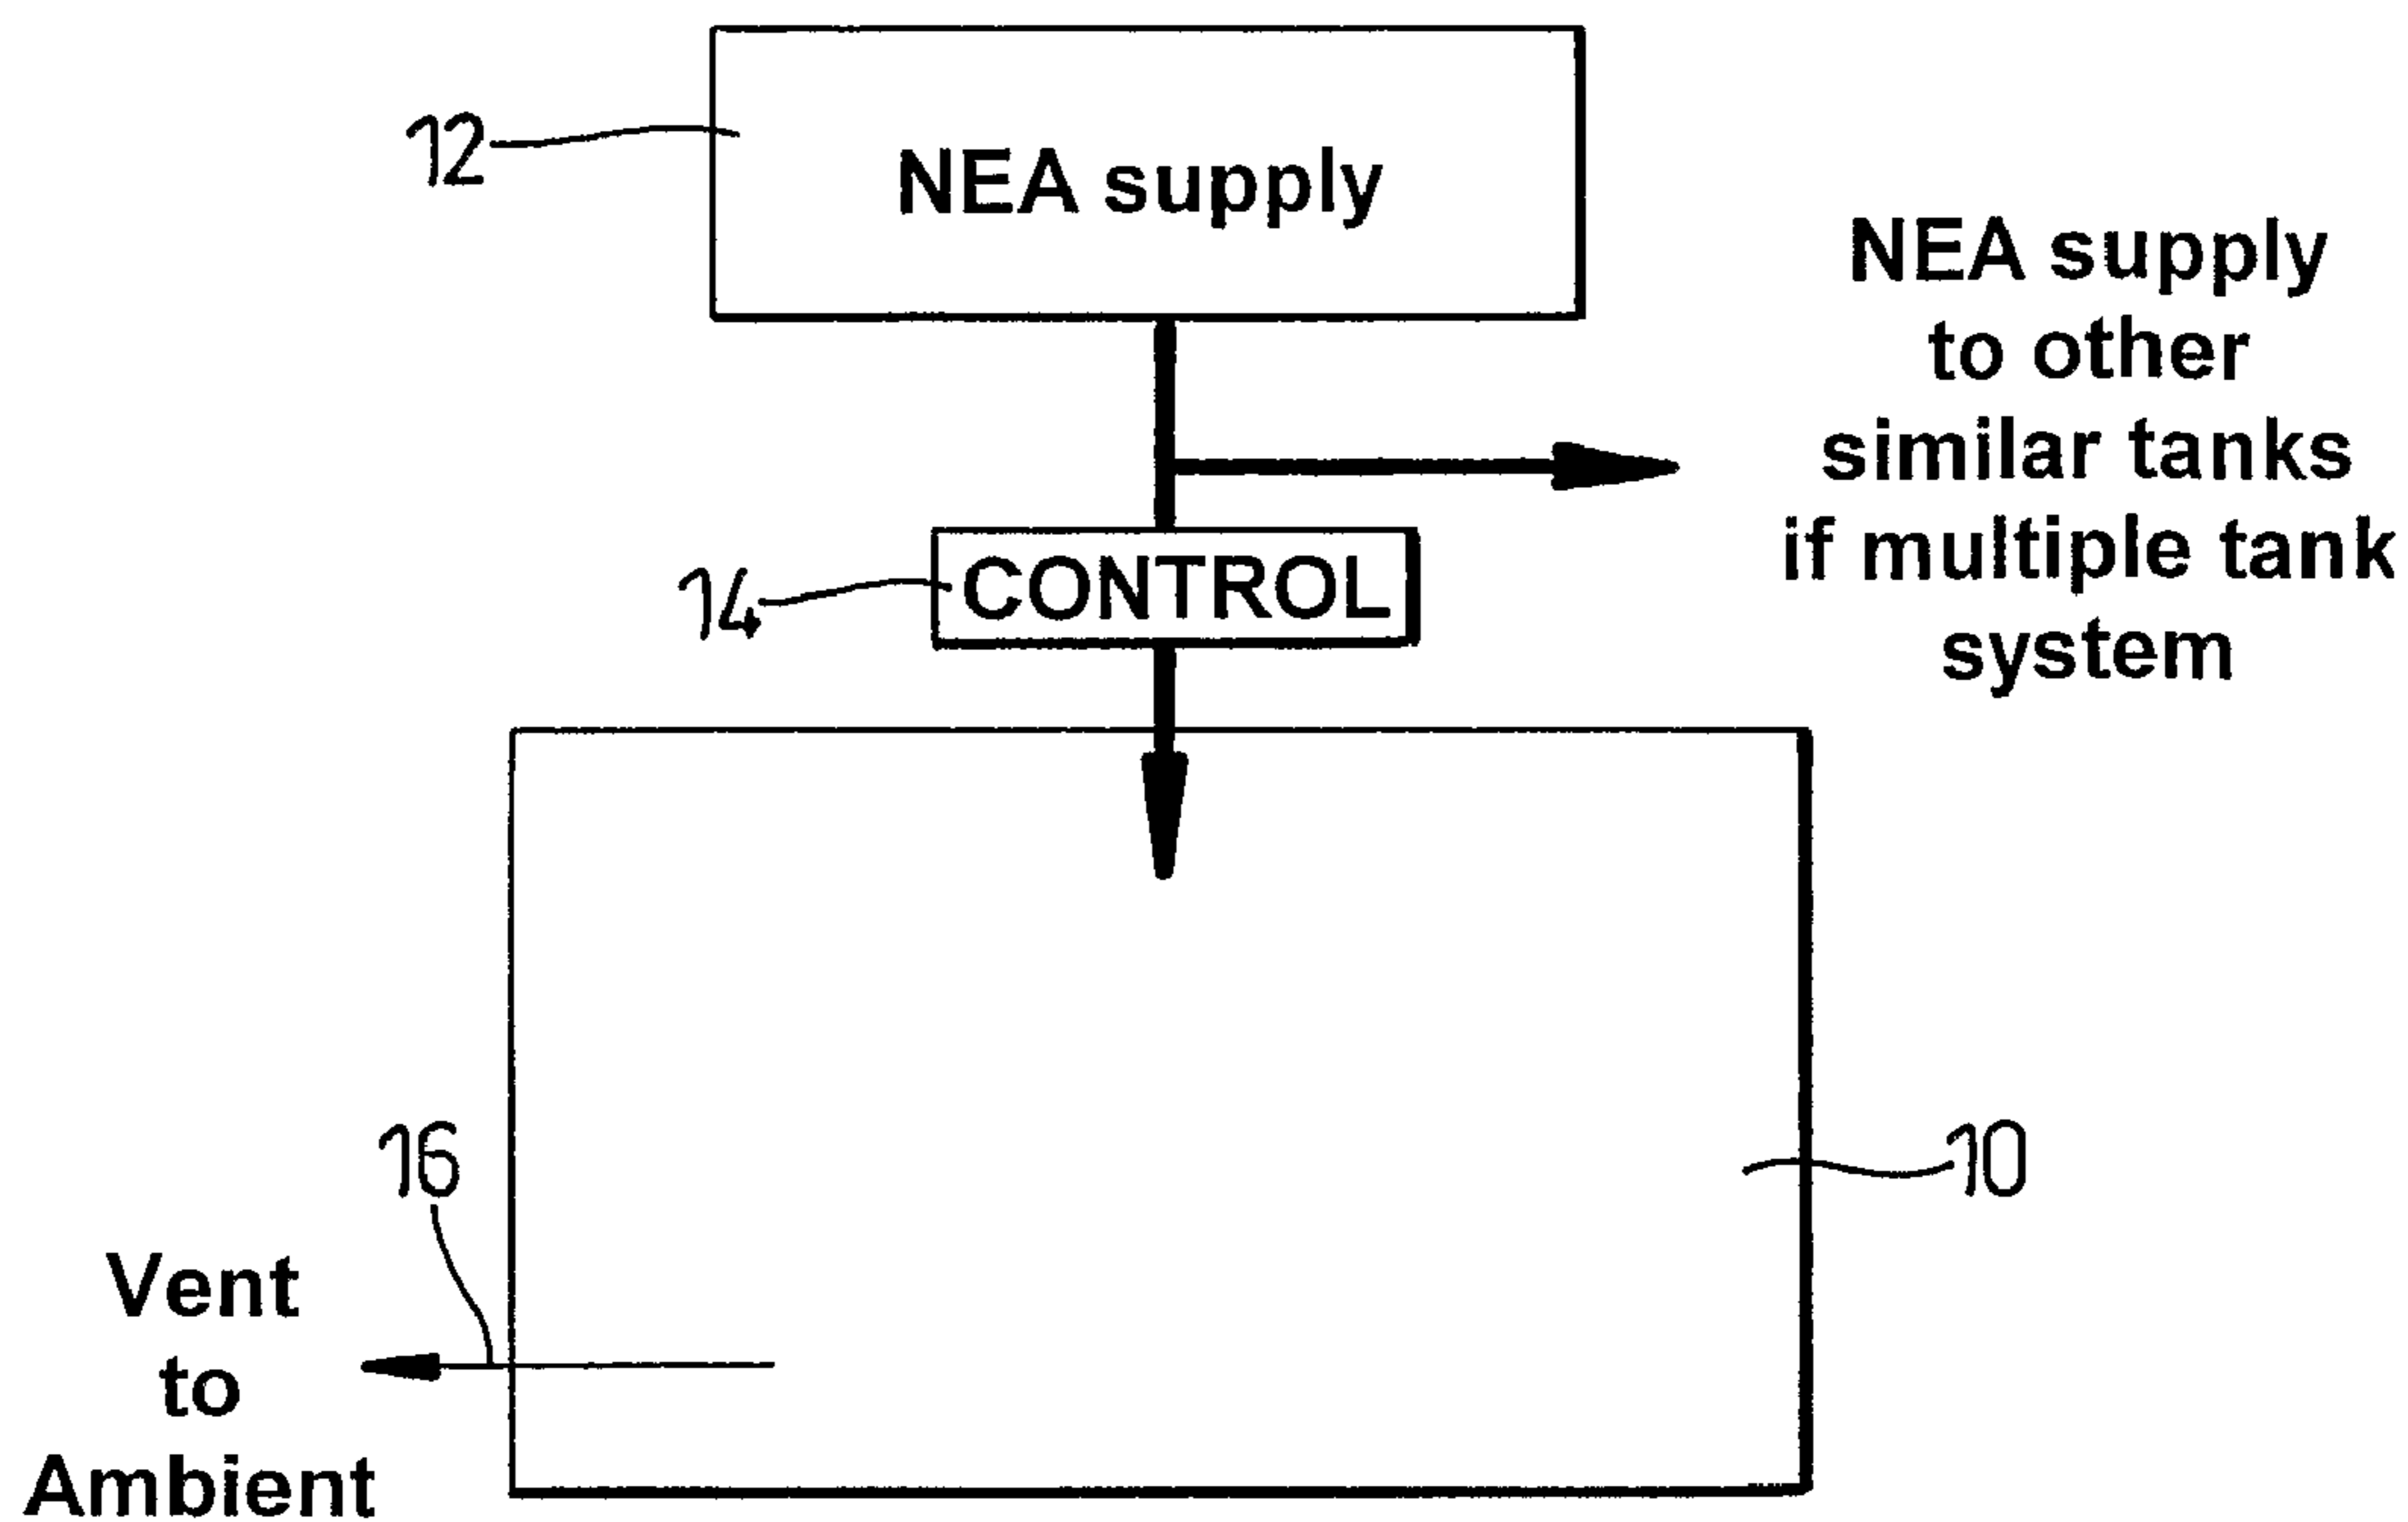 12
NEA supply
NEA supply
to other
similar tanks
if multiple tank
system
14
CONTROL
16
10
Vent
to
Ambient